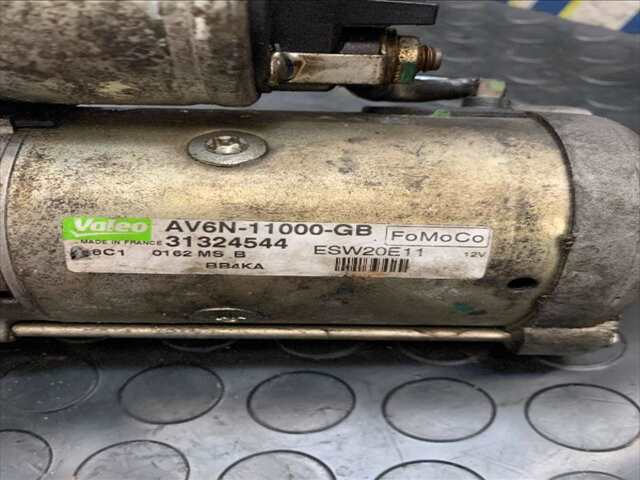 Valeo AV6N-11000-GB FoMoCo
MADE IN FRANCE 31324544 ESW20E11 12V
0162 MS B
BB4KA